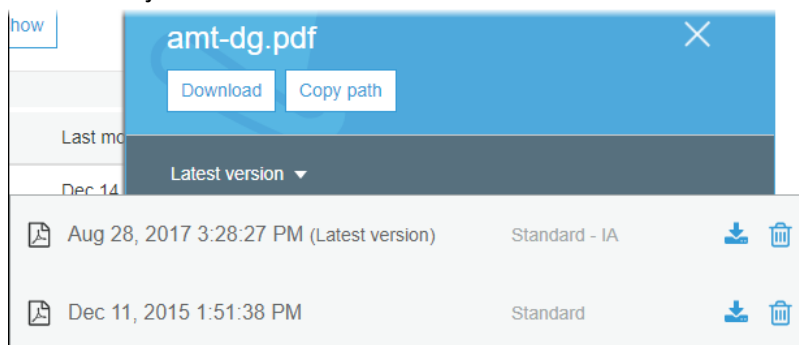 how
amt-dg.pdf
Download Copy path
Last mo
Latest version
Dec 14
Aug 28, 2017 3:28:27 PM (Latest version) Standard - IA
Dec 11, 2015 1:51:38 PM Standard